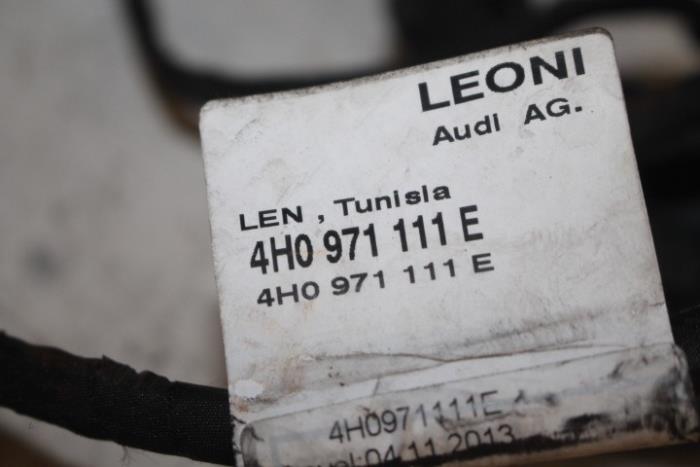 LEONI
Audi AG.
LEN , Tunisia
4H0 971 111 E
4H0 971 111 E
4H0971111E
04.11.2013